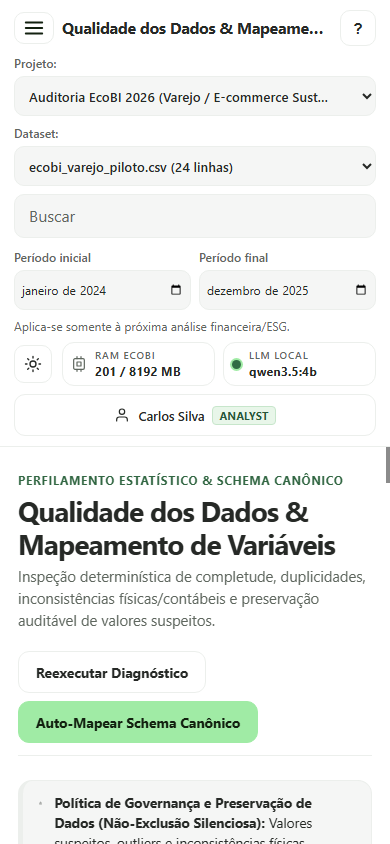 Qualidade dos Dados & Mapeame...
?
Projeto:
Auditoria EcoBI 2026 (Varejo / E-commerce Sust...
Dataset:
ecobi_varejo_piloto.csv (24 linhas)
Buscar
Período inicial
Período final
janeiro de 2024
dezembro de 2025
Aplica-se somente à próxima análise financeira/ESG.
RAM ECOBI
201 / 8192 MB
LLM LOCAL
qwen3.5:4b
Carlos Silva
ANALYST
PERFILAMENTO ESTATÍSTICO & SCHEMA CANÔNICO
Qualidade dos Dados &
Mapeamento de Variáveis
Inspeção determinística de completude, duplicidades,
inconsistências físicas/contábeis e preservação
auditável de valores suspeitos.
Reexecutar Diagnóstico
Auto-Mapear Schema Canônico
Política de Governança e Preservação de
Dados (Não-Exclusão Silenciosa): Valores
suspeitos, outliers e inconsistências físicas